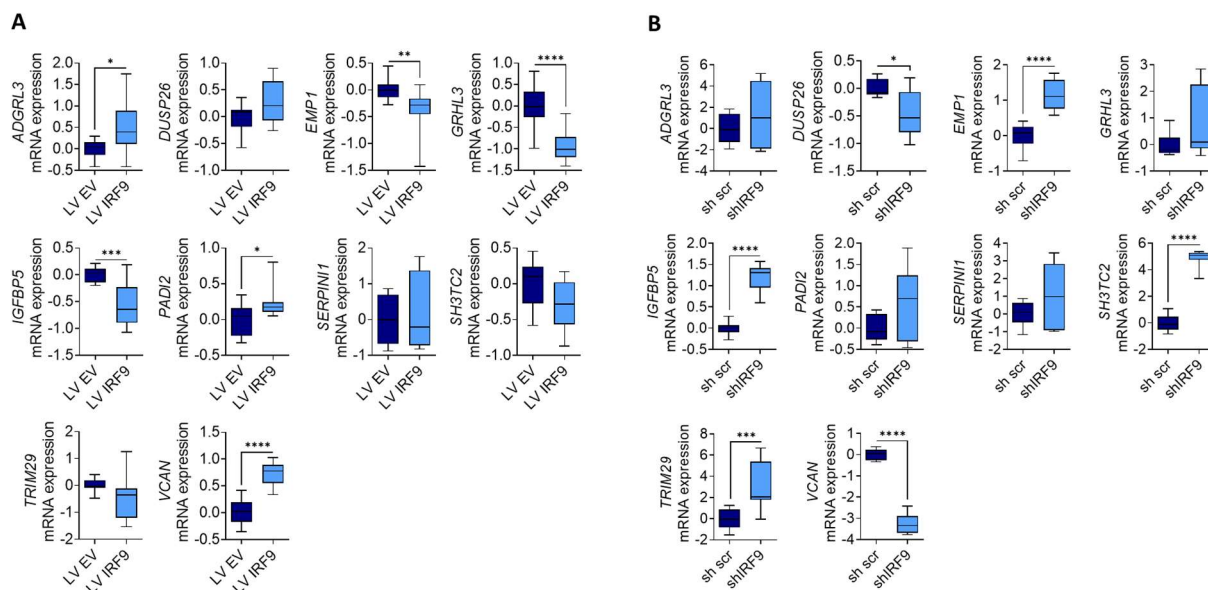 A
B
ADGRL3
mRNA expression
2.0
1.5
1.0
0.5
0.0
-0.5
*
LV EV
LV IRF9
DUSP26
mRNA expression
1.0
0.5
0.0
-0.5
-1.0
LV EV
LV IRF9
EMP1
mRNA expression
0.5
0.0
-0.5
-1.0
-1.5
**
LV EV
LV IRF9
GRHL3
mRNA expression
1.0
0.5
0.0
-0.5
-1.0
-1.5
****
LV EV
LV IRF9
ADGRL3
mRNA expression
6
4
2
0
-2
-4
sh scr
shIRF9
DUSP26
mRNA expression
0.5
0.0
-0.5
-1.0
-1.5
*
sh scr
shIRF9
EMP1
mRNA expression
2
1
0
-1
****
sh scr
shIRF9
GRHL3
mRNA expression
3
2
1
0
-1
sh scr
shIRF9
IGFBP5
mRNA expression
0.5
0.0
-0.5
-1.0
-1.5
***
LV EV
LV IRF9
PADI2
mRNA expression
1.0
0.5
0.0
-0.5
*
LV EV
LV IRF9
SERPINI1
mRNA expression
2
1
0
-1
LV EV
LV IRF9
SH3TC2
mRNA expression
0.5
0.0
-0.5
-1.0
LV EV
LV IRF9
IGFBP5
mRNA expression
2.0
1.5
1.0
0.5
0.0
-0.5
****
sh scr
shIRF9
PADI2
mRNA expression
2.0
1.5
1.0
0.5
0.0
-0.5
sh scr
shIRF9
SERPINI1
mRNA expression
4
3
2
1
0
-1
-2
sh scr
shIRF9
SH3TC2
mRNA expression
6
4
2
0
-2
****
sh scr
shIRF9
TRIM29
mRNA expression
2
1
0
-1
-2
LV EV
LV IRF9
VCAN
mRNA expression
1.5
1.0
0.5
0.0
-0.5
****
LV EV
LV IRF9
TRIM29
mRNA expression
8
6
4
2
0
-2
***
sh scr
shIRF9
VCAN
mRNA expression
1
0
-1
-2
-3
-4
****
sh scr
shIRF9